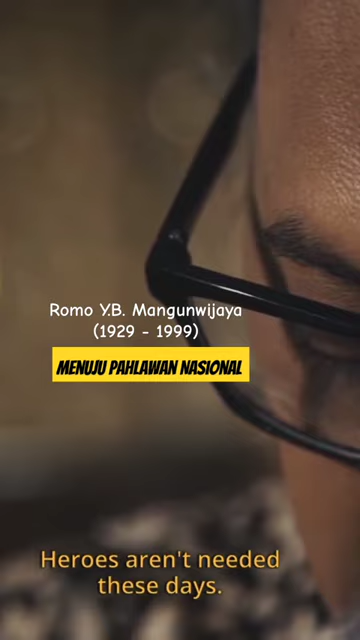 Romo Y.B. Mangunwijaya
(1929 - 1999)
MENUJU PAHLAWAN NASIONAL
Heroes aren't needed
these days.